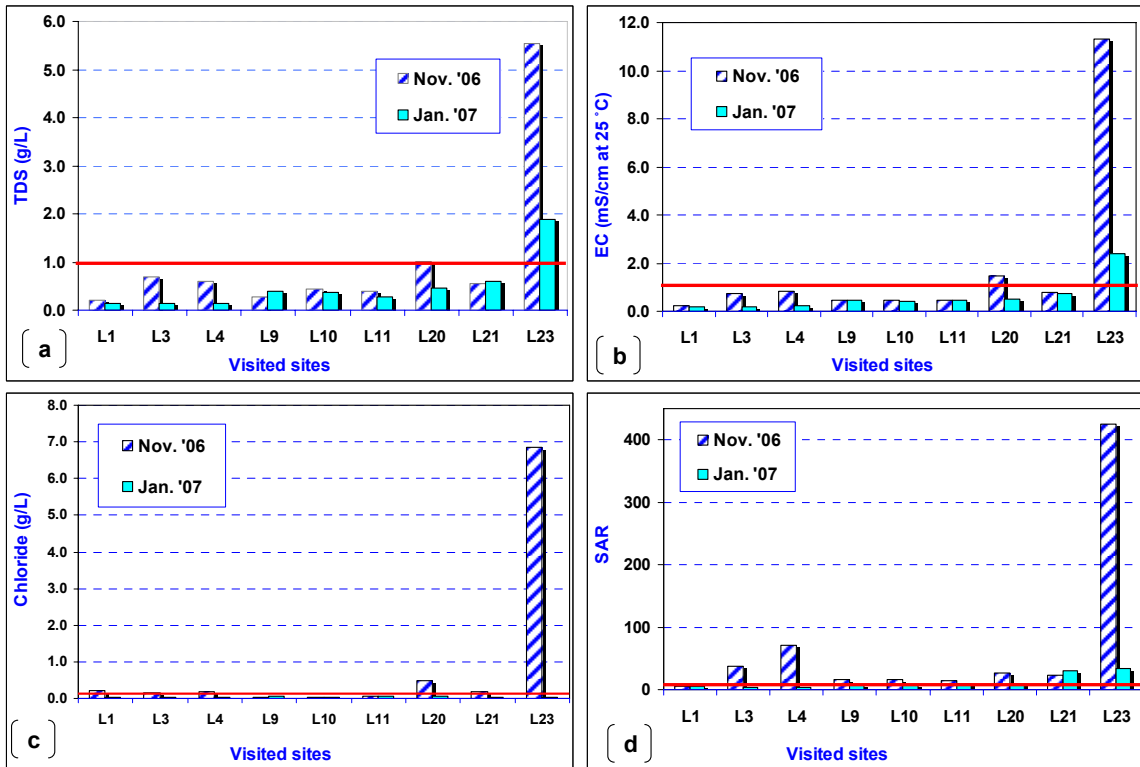 6.0
5.0
4.0
3.0
2.0
1.0
0.0
TDS (g/L)
Nov. '06
Jan. '07
L1 L3 L4 L9 L10 L11 L20 L21 L23
Visited sites
a
12.0
10.0
8.0
6.0
4.0
2.0
0.0
EC (mS/cm at 25 °C)
Nov. '06
Jan. '07
L1 L3 L4 L9 L10 L11 L20 L21 L23
Visited sites
b
8.0
7.0
6.0
5.0
4.0
3.0
2.0
1.0
0.0
Chloride (g/L)
Nov. '06
Jan. '07
L1 L3 L4 L9 L10 L11 L20 L21 L23
Visited sites
c
400
300
200
100
0
SAR
Nov. '06
Jan. '07
L1 L3 L4 L9 L10 L11 L20 L21 L23
Visited sites
d